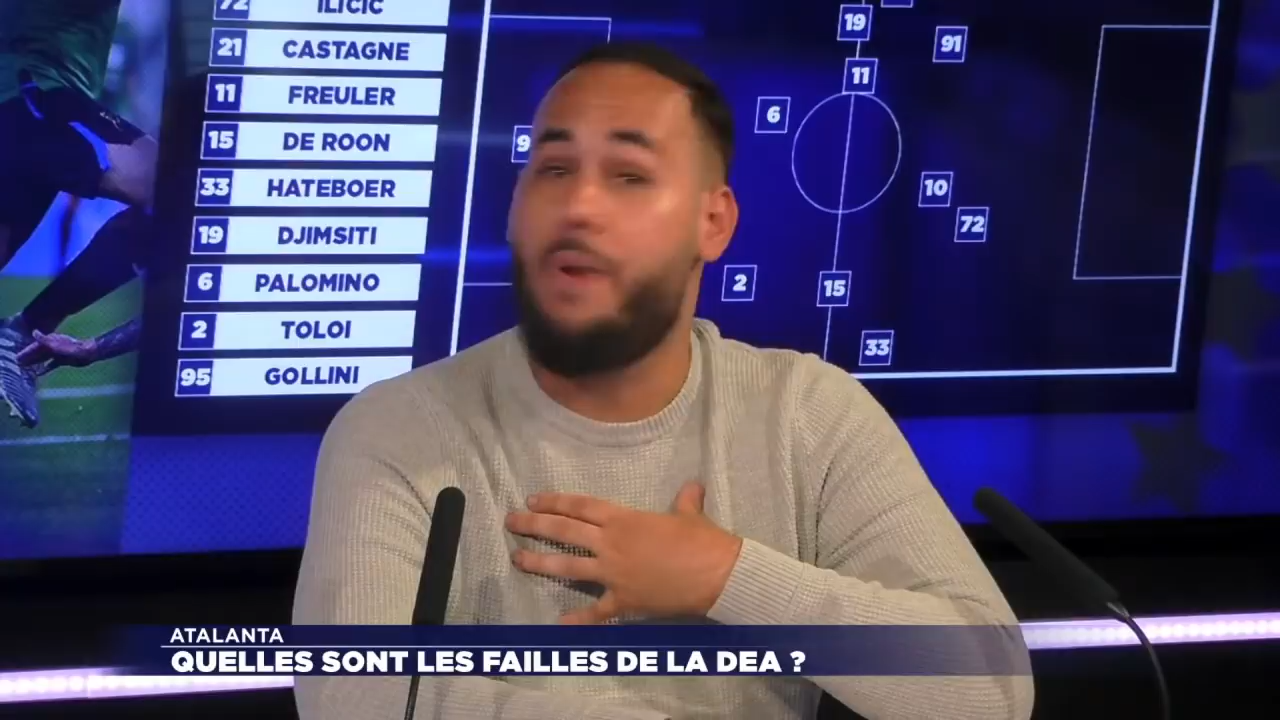 72 ILICIC
21 CASTAGNE
11 FREULER
15 DE ROON
33 HATEBOER
19 DJIMSITI
6 PALOMINO
2 TOLOI
95 GOLLINI
19
91
11
6
10
72
2
15
33
ATALANTA
QUELLES SONT LES FAILLES DE LA DEA ?